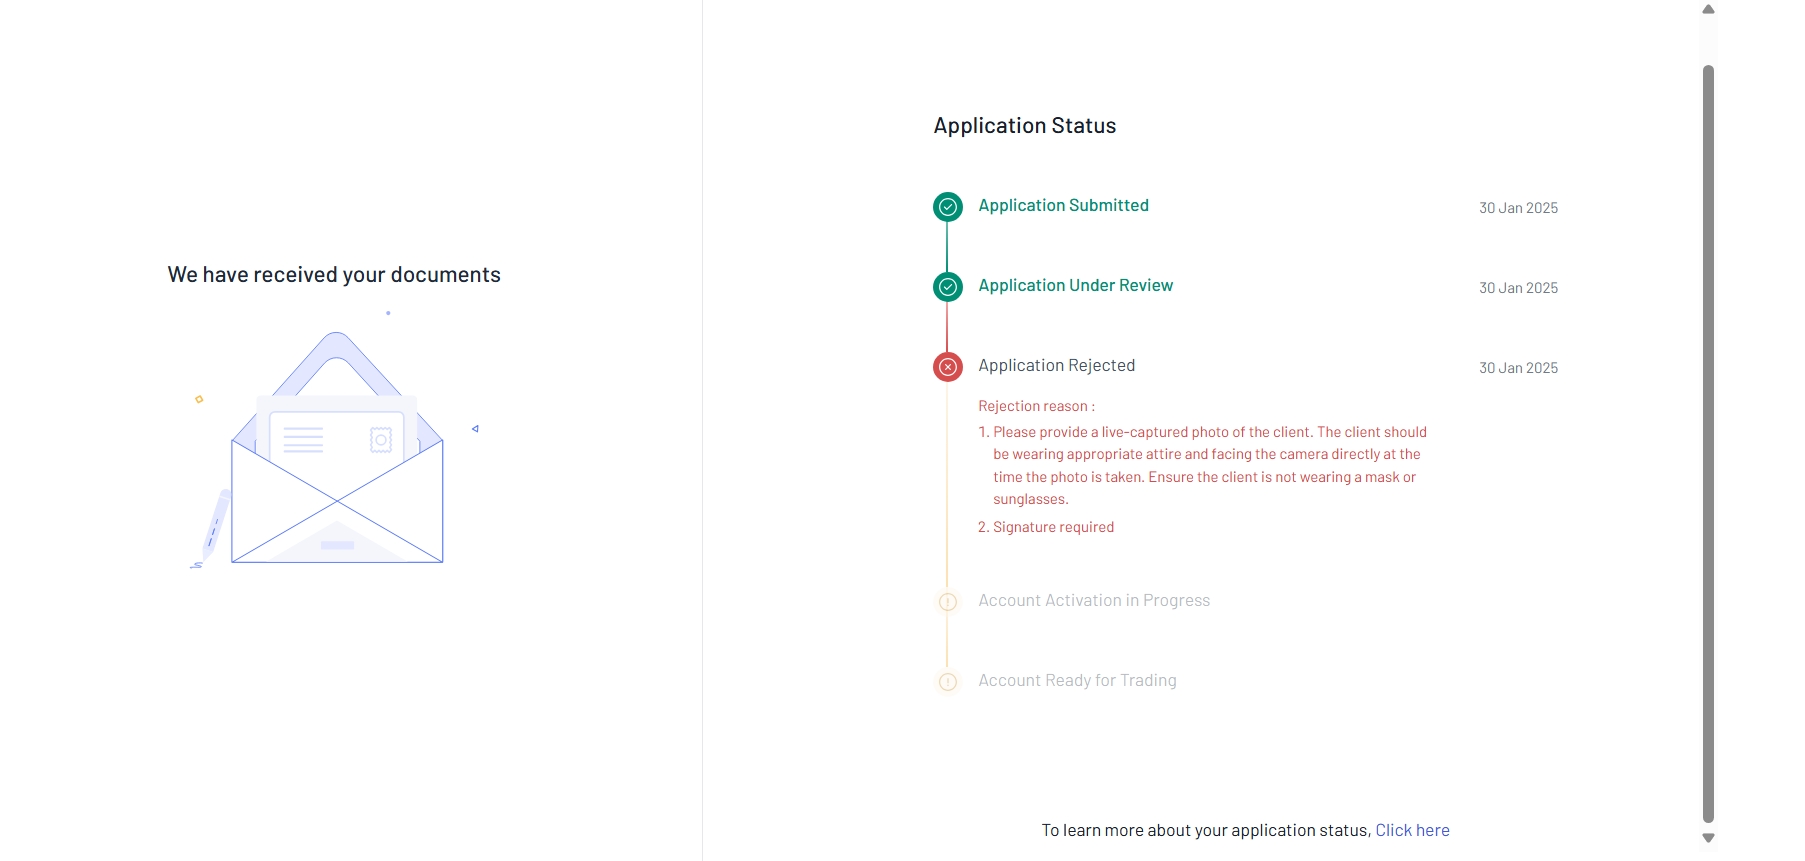 We have received your documents
Application Status
Application Submitted
30 Jan 2025
Application Under Review
30 Jan 2025
Application Rejected
30 Jan 2025
Rejection reason :
1. Please provide a live-captured photo of the client. The client should
be wearing appropriate attire and facing the camera directly at the
time the photo is taken. Ensure the client is not wearing a mask or
sunglasses.
2. Signature required
Account Activation in Progress
Account Ready for Trading
To learn more about your application status, Click here